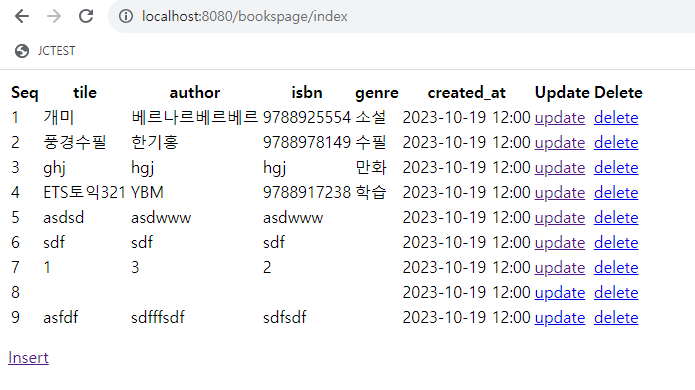 localhost:8080/bookspage/index
JCTEST
Seq tile author isbn genre created_at Update Delete
1 개미 베르나르베르베르 9788925554 소설 2023-10-19 12:00 update delete
2 풍경수필 한기홍 9788978149 수필 2023-10-19 12:00 update delete
3 ghj hgj hgj 만화 2023-10-19 12:00 update delete
4 ETS토익321 YBM 9788917238 학습 2023-10-19 12:00 update delete
5 asdsd asdwww asdwww 2023-10-19 12:00 update delete
6 sdf sdf sdf 2023-10-19 12:00 update delete
7 1 3 2 2023-10-19 12:00 update delete
8 2023-10-19 12:00 update delete
9 asfdf sdfffsdf sdfsdf 2023-10-19 12:00 update delete
Insert